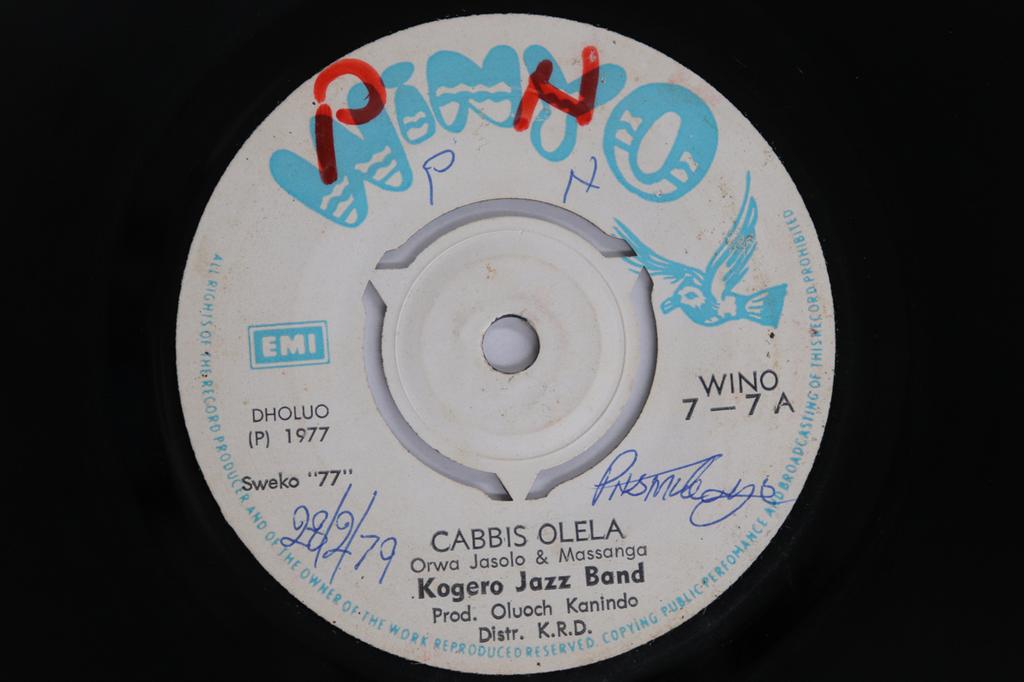 WINYO
P N
P N
EMI
WINO
7 — 7 A
DHOLUO
(P) 1977
Sweko "77"
28/2/79
CABBIS OLELA
Orwa Jasolo & Massanga
Kogero Jazz Band
Prod. Oluoch Kanindo
Distr. K.R.D.
ALL RIGHTS OF THE RECORD PRODUCER AND OF THE OWNER OF THE WORK REPRODUCED RESERVED. COPYING PUBLIC PERFOMANCE AND BROADCASTING OF THIS RECORD PROHIBITED